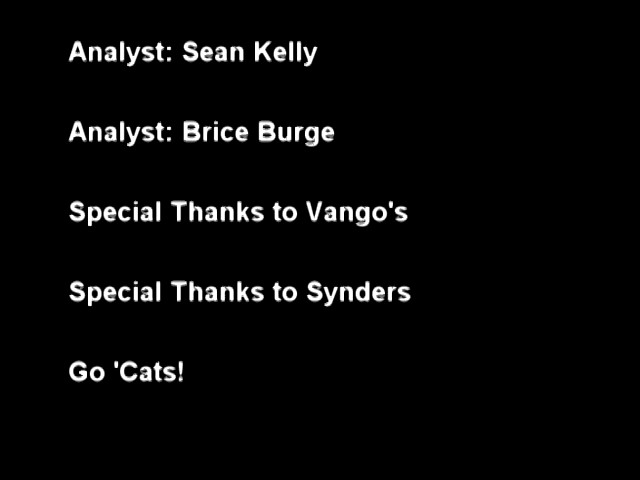 Analyst: Sean Kelly
Analyst: Brice Burge
Special Thanks to Vango's
Special Thanks to Synders
Go 'Cats!